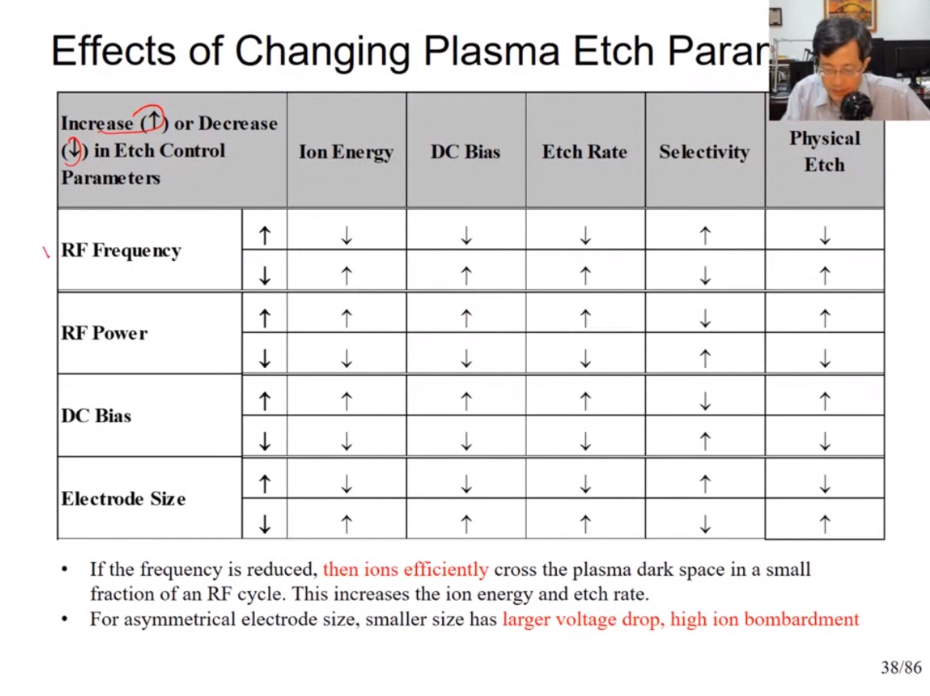 Effects of Changing Plasma Etch Param
Increase (↑) or Decrease
(↓) in Etch Control
Parameters
Ion Energy
DC Bias
Etch Rate
Selectivity
Physical
Etch
RF Frequency
↑ ↓ ↓ ↓ ↑ ↓
↓ ↑ ↑ ↑ ↓ ↑
RF Power
↑ ↑ ↑ ↑ ↓ ↑
↓ ↓ ↓ ↓ ↑ ↓
DC Bias
↑ ↑ ↑ ↑ ↓ ↑
↓ ↓ ↓ ↓ ↑ ↓
Electrode Size
↑ ↓ ↓ ↓ ↑ ↓
↓ ↑ ↑ ↑ ↓ ↑
• If the frequency is reduced, then ions efficiently cross the plasma dark space in a small
fraction of an RF cycle. This increases the ion energy and etch rate.
• For asymmetrical electrode size, smaller size has larger voltage drop, high ion bombardment
38/86